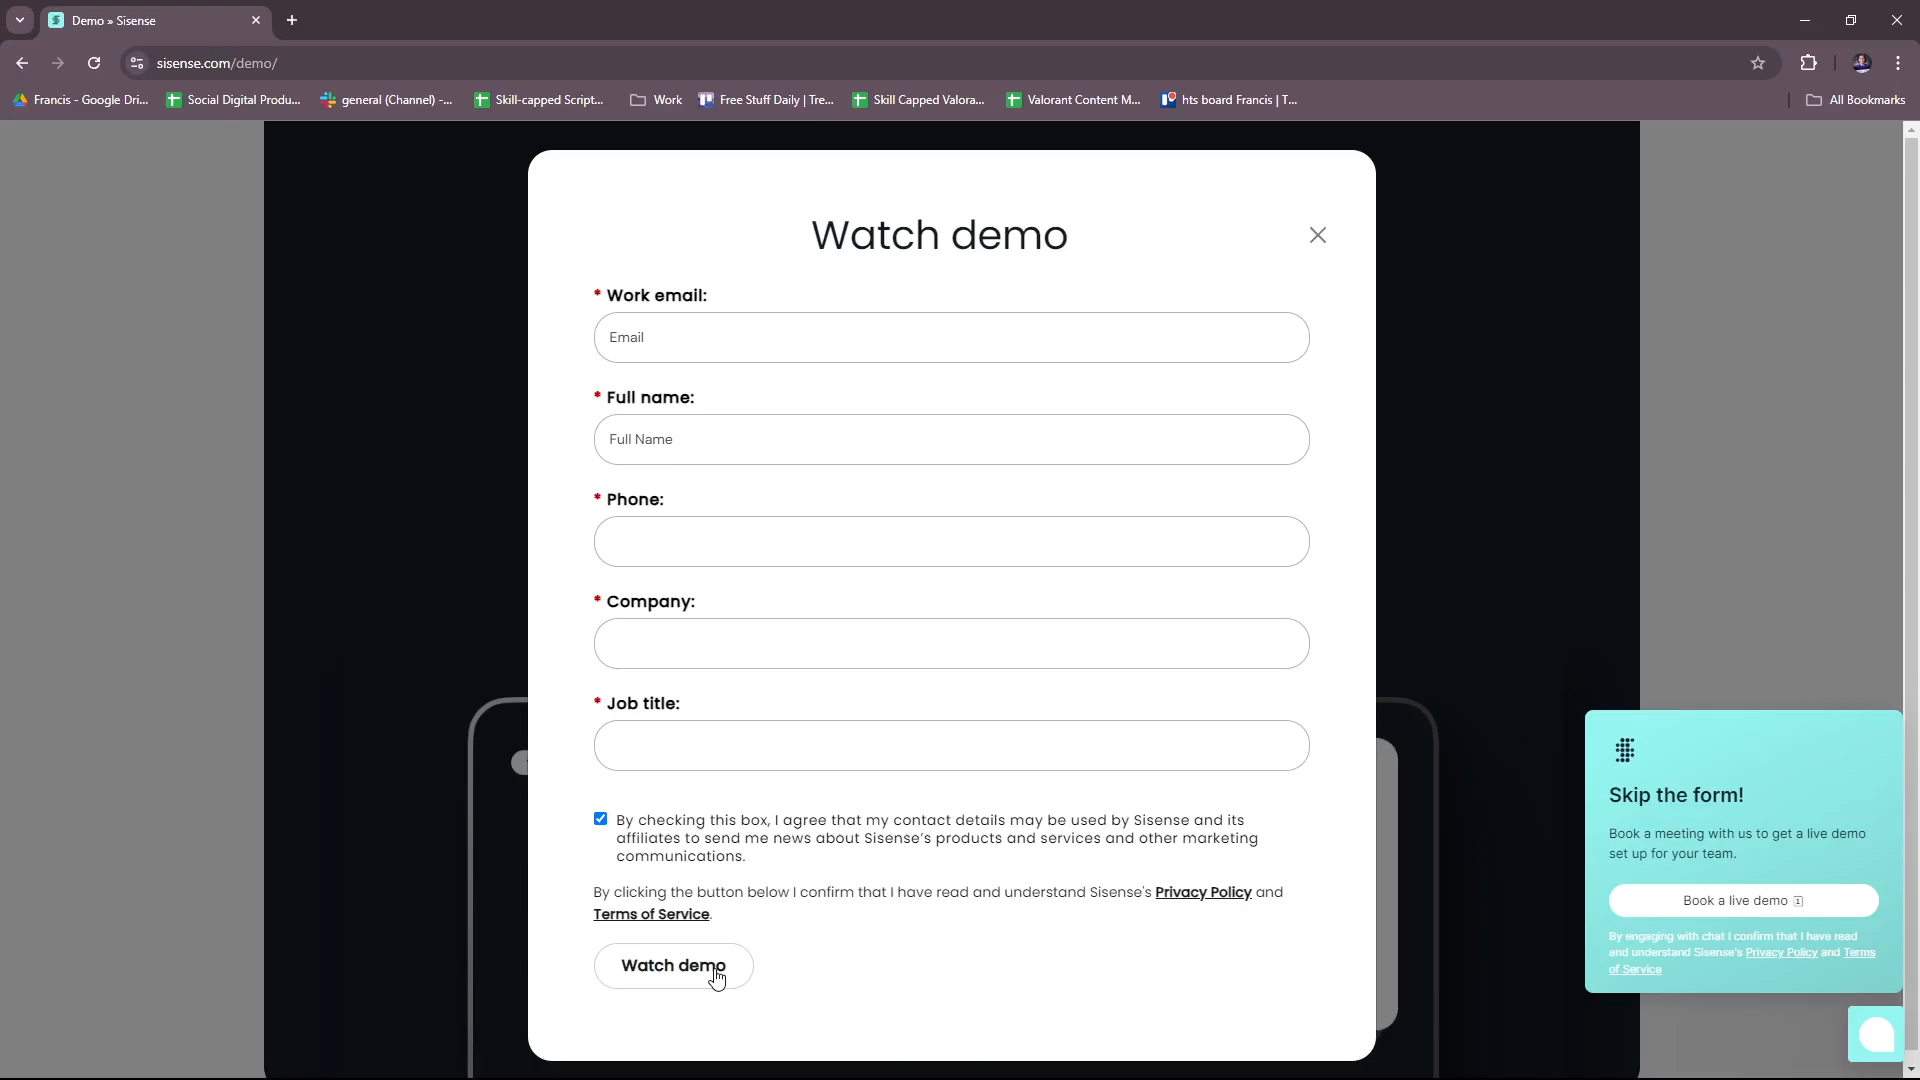 Demo » Sisense
sisense.com/demo/
Francis - Google Dri...
Social Digital Produ...
general (Channel) -...
Skill-capped Script...
Work
Free Stuff Daily | Tre...
Skill Capped Valora...
Valorant Content M...
hts board Francis | T...
All Bookmarks
Watch demo
* Work email:
Email
* Full name:
Full Name
* Phone:
* Company:
* Job title:
By checking this box, I agree that my contact details may be used by Sisense and its
affiliates to send me news about Sisense's products and services and other marketing
communications.
By clicking the button below I confirm that I have read and understand Sisense's Privacy Policy and
Terms of Service.
Watch demo
Skip the form!
Book a meeting with us to get a live demo
set up for your team.
Book a live demo 1
By engaging with chat I confirm that I have read
and understand Sisense's Privacy Policy and Terms
of Service